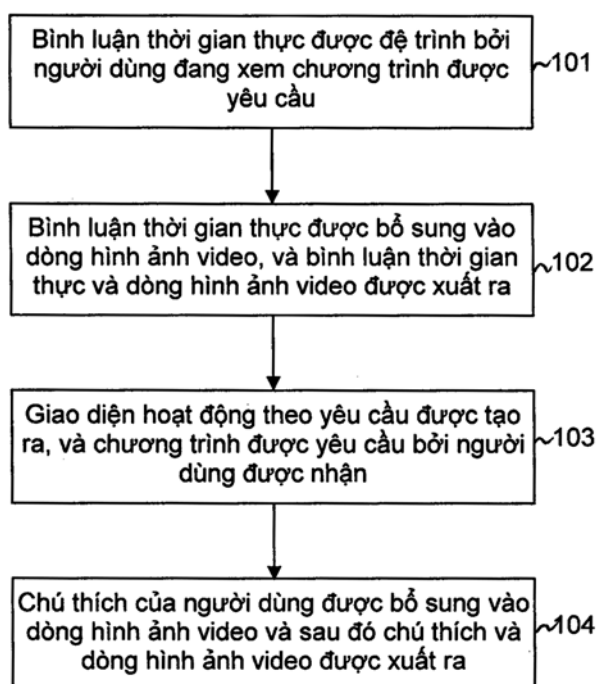 Bình luận thời gian thực được đệ trình bởi
người dùng đang xem chương trình được
yêu cầu
101
Bình luận thời gian thực được bổ sung vào
dòng hình ảnh video, và bình luận thời gian
thực và dòng hình ảnh video được xuất ra
102
Giao diện hoạt động theo yêu cầu được tạo
ra, và chương trình được yêu cầu bởi người
dùng được nhận
103
Chú thích của người dùng được bổ sung vào
dòng hình ảnh video và sau đó chú thích và
dòng hình ảnh video được xuất ra
104